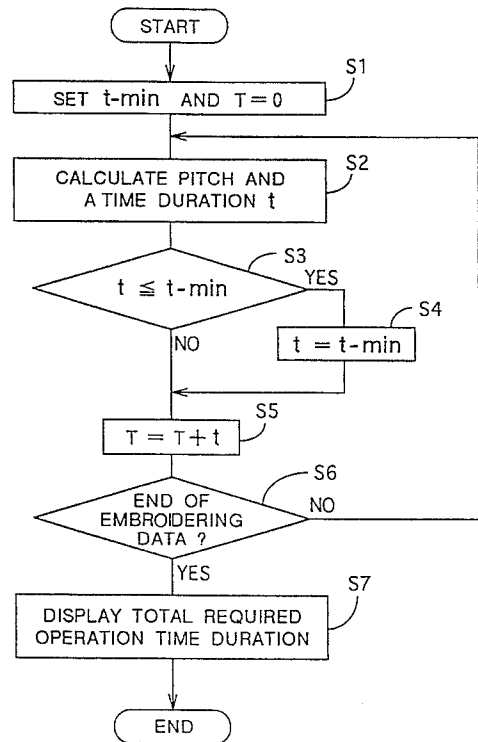 START
S1
SET t-min AND T=0
S2
CALCULATE PITCH AND
A TIME DURATION t
S3
t ≦ t-min
YES
S4
t = t-min
NO
S5
T = T + t
S6
END OF
EMBROIDERING
DATA ?
NO
YES
S7
DISPLAY TOTAL REQUIRED
OPERATION TIME DURATION
END